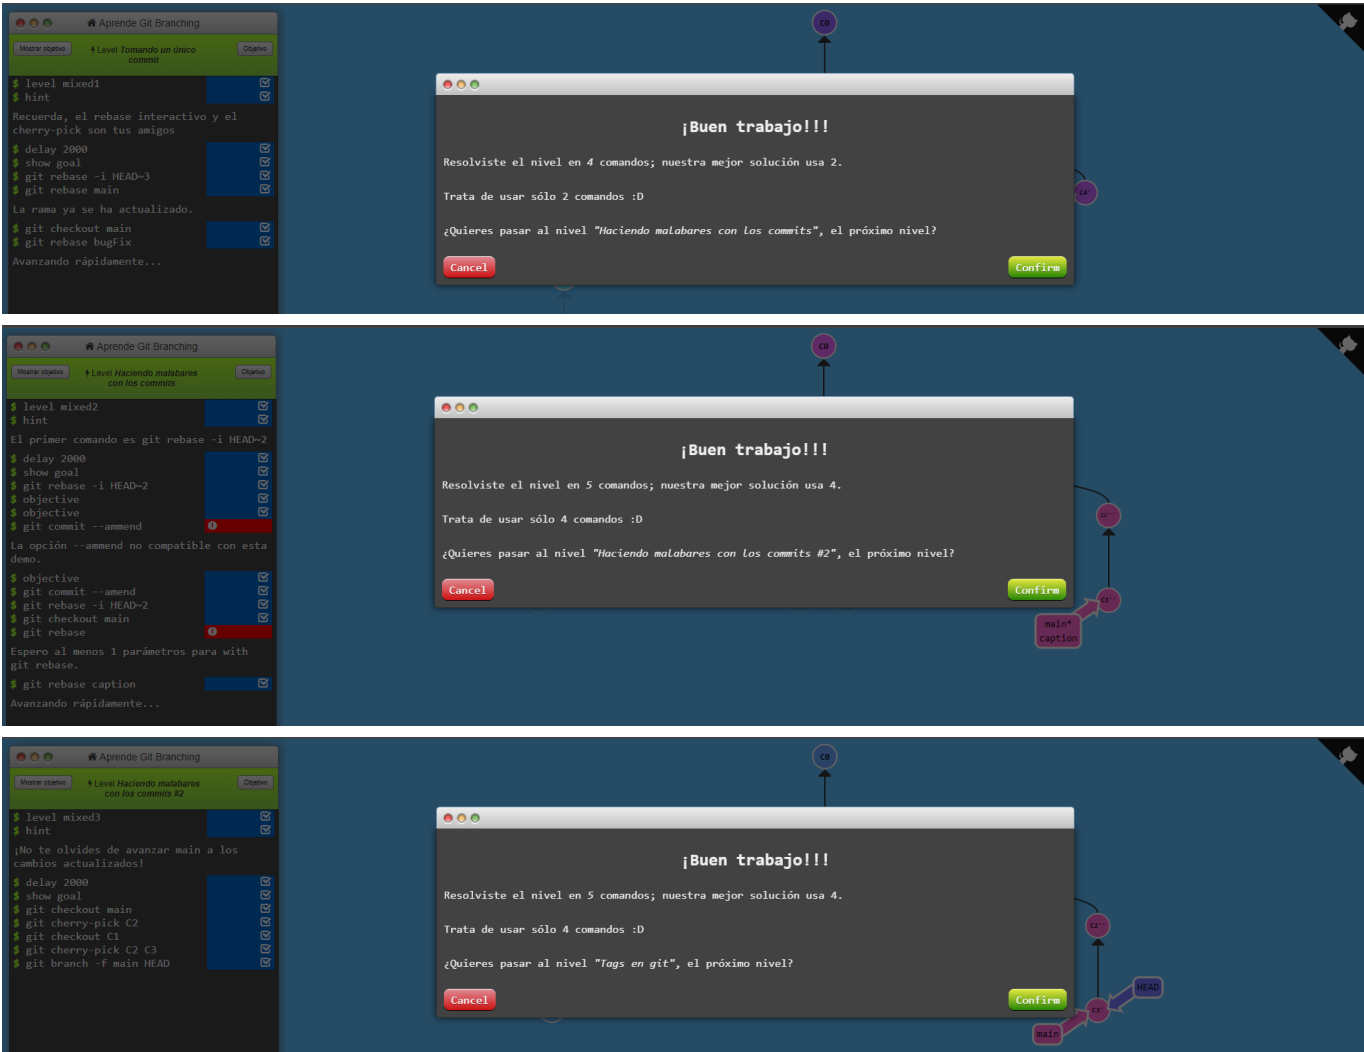 Aprende Git Branching
Mostrar objetivo
Level Tomando un único
commit
Objetivo
$ level mixed1
$ hint
Recuerda, el rebase interactivo y el
cherry-pick son tus amigos
$ delay 2000
$ show goal
$ git rebase -i HEAD~3
$ git rebase main
La rama ya se ha actualizado.
$ git checkout main
$ git rebase bugFix
Avanzando rápidamente...
C0
¡Buen trabajo!!!
Resolviste el nivel en 4 comandos; nuestra mejor solución usa 2.
Trata de usar sólo 2 comandos :D
¿Quieres pasar al nivel "Haciendo malabares con los commits", el próximo nivel?
Cancel
Confirm
C4'
Aprende Git Branching
Mostrar objetivo
Level Haciendo malabares
con los commits
Objetivo
$ level mixed2
$ hint
El primer comando es git rebase -i HEAD~2
$ delay 2000
$ show goal
$ git rebase -i HEAD~2
$ objective
$ objective
$ git commit --ammend
La opción --ammend no compatible con esta
demo.
$ objective
$ git commit --amend
$ git rebase -i HEAD~2
$ git checkout main
$ git rebase
Espero al menos 1 parámetros para with
git rebase.
$ git rebase caption
Avanzando rápidamente...
C0
¡Buen trabajo!!!
Resolviste el nivel en 5 comandos; nuestra mejor solución usa 4.
Trata de usar sólo 4 comandos :D
¿Quieres pasar al nivel "Haciendo malabares con los commits #2", el próximo nivel?
Cancel
Confirm
C2'''
C3''
main*
caption
Aprende Git Branching
Mostrar objetivo
Level Haciendo malabares
con los commits #2
Objetivo
$ level mixed3
$ hint
¡No te olvides de avanzar main a los
cambios actualizados!
$ delay 2000
$ show goal
$ git checkout main
$ git cherry-pick C2
$ git checkout C1
$ git cherry-pick C2 C3
$ git branch -f main HEAD
C0
¡Buen trabajo!!!
Resolviste el nivel en 5 comandos; nuestra mejor solución usa 4.
Trata de usar sólo 4 comandos :D
¿Quieres pasar al nivel "Tags en git", el próximo nivel?
Cancel
Confirm
C2''
HEAD
C3'
main